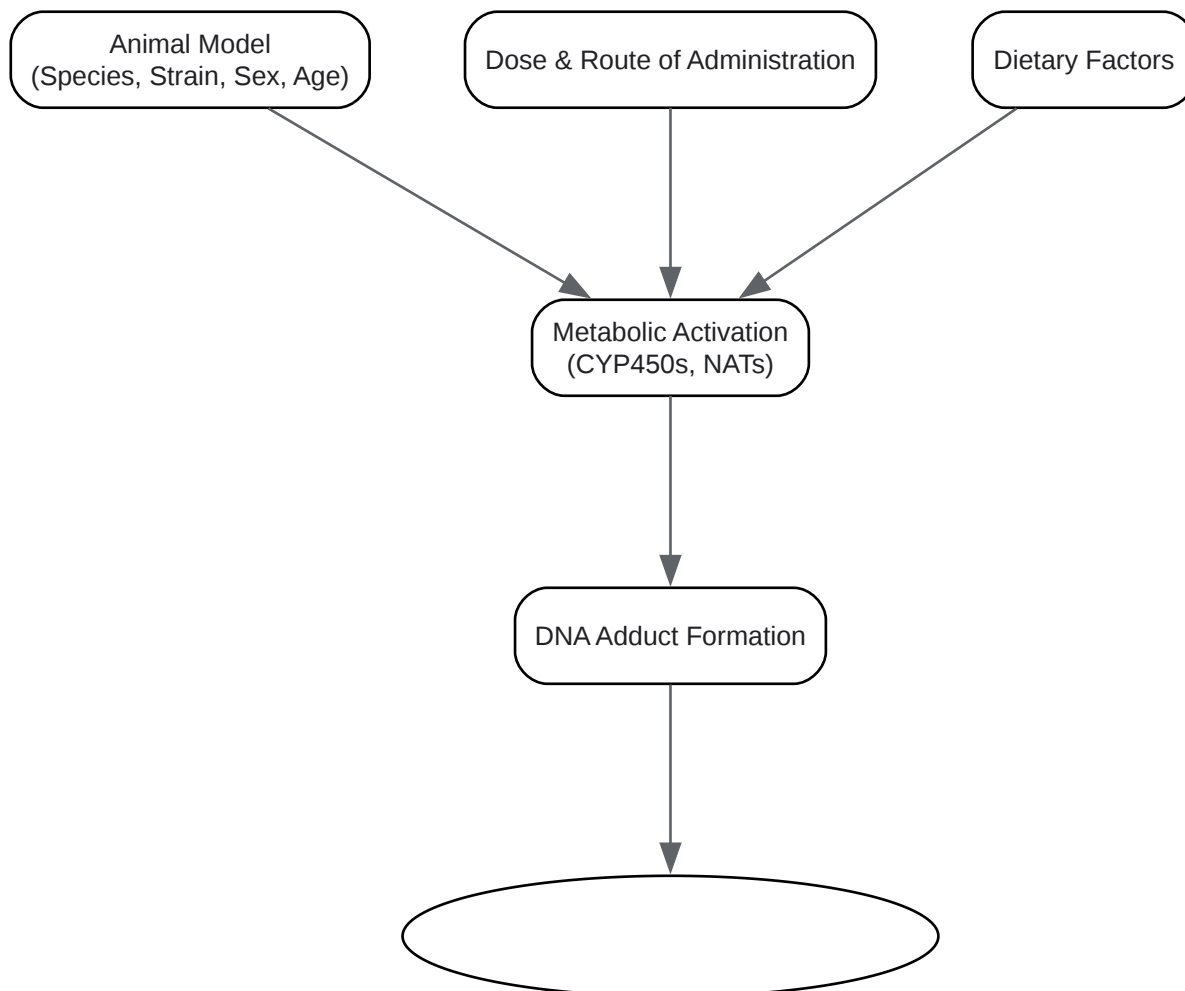 Animal Model
(Species, Strain, Sex, Age)
Dose & Route of Administration
Dietary Factors
Metabolic Activation
(CYP450s, NATs)
DNA Adduct Formation